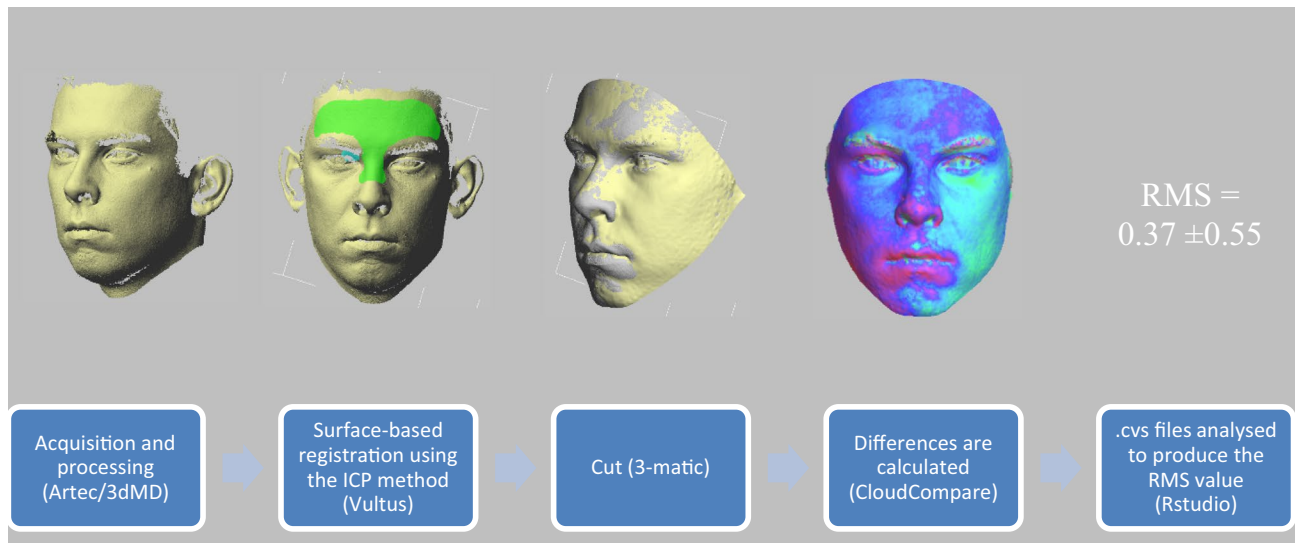 RMS =
0.37 ±0.55
Acquisition and
processing
(Artec/3dMD)
Surface-based
registration using
the ICP method
(Vultus)
Cut (3-matic)
Differences are
calculated
(CloudCompare)
.cvs files analysed
to produce the
RMS value
(Rstudio)